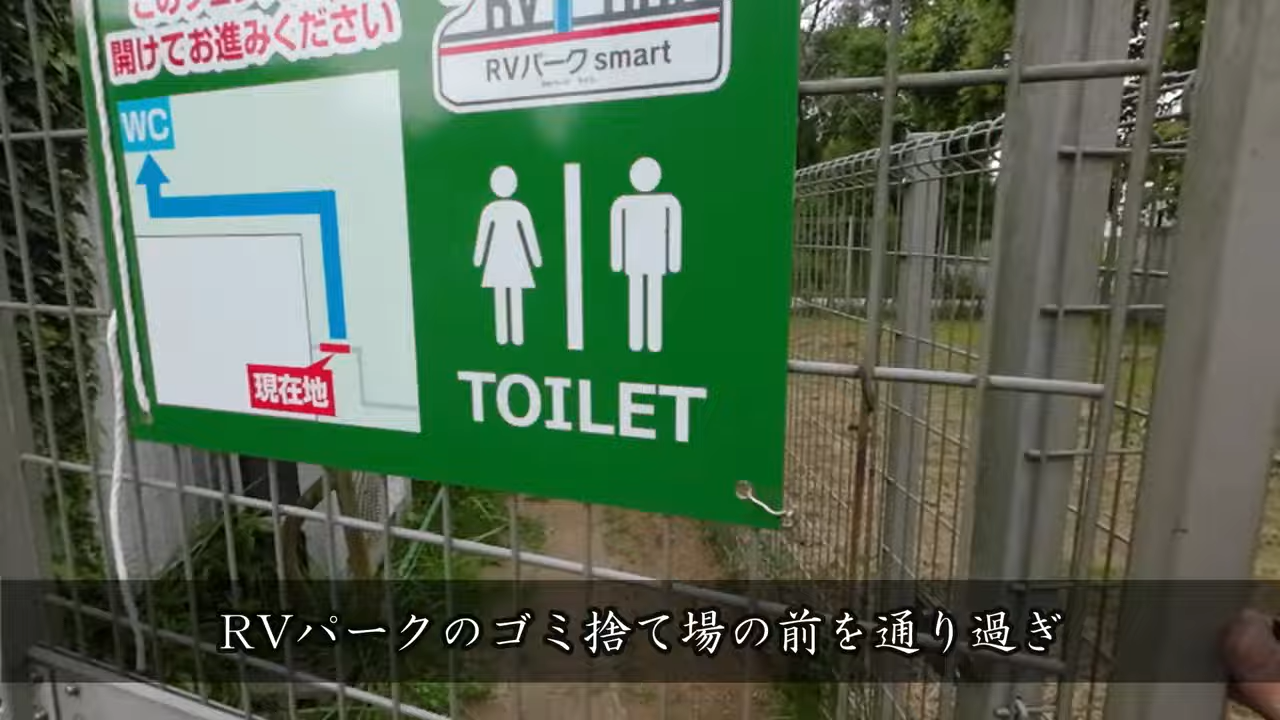 開けてお進みください
RVパーク smart
WC
現在地
TOILET
RVパークのゴミ捨て場の前を通り過ぎ